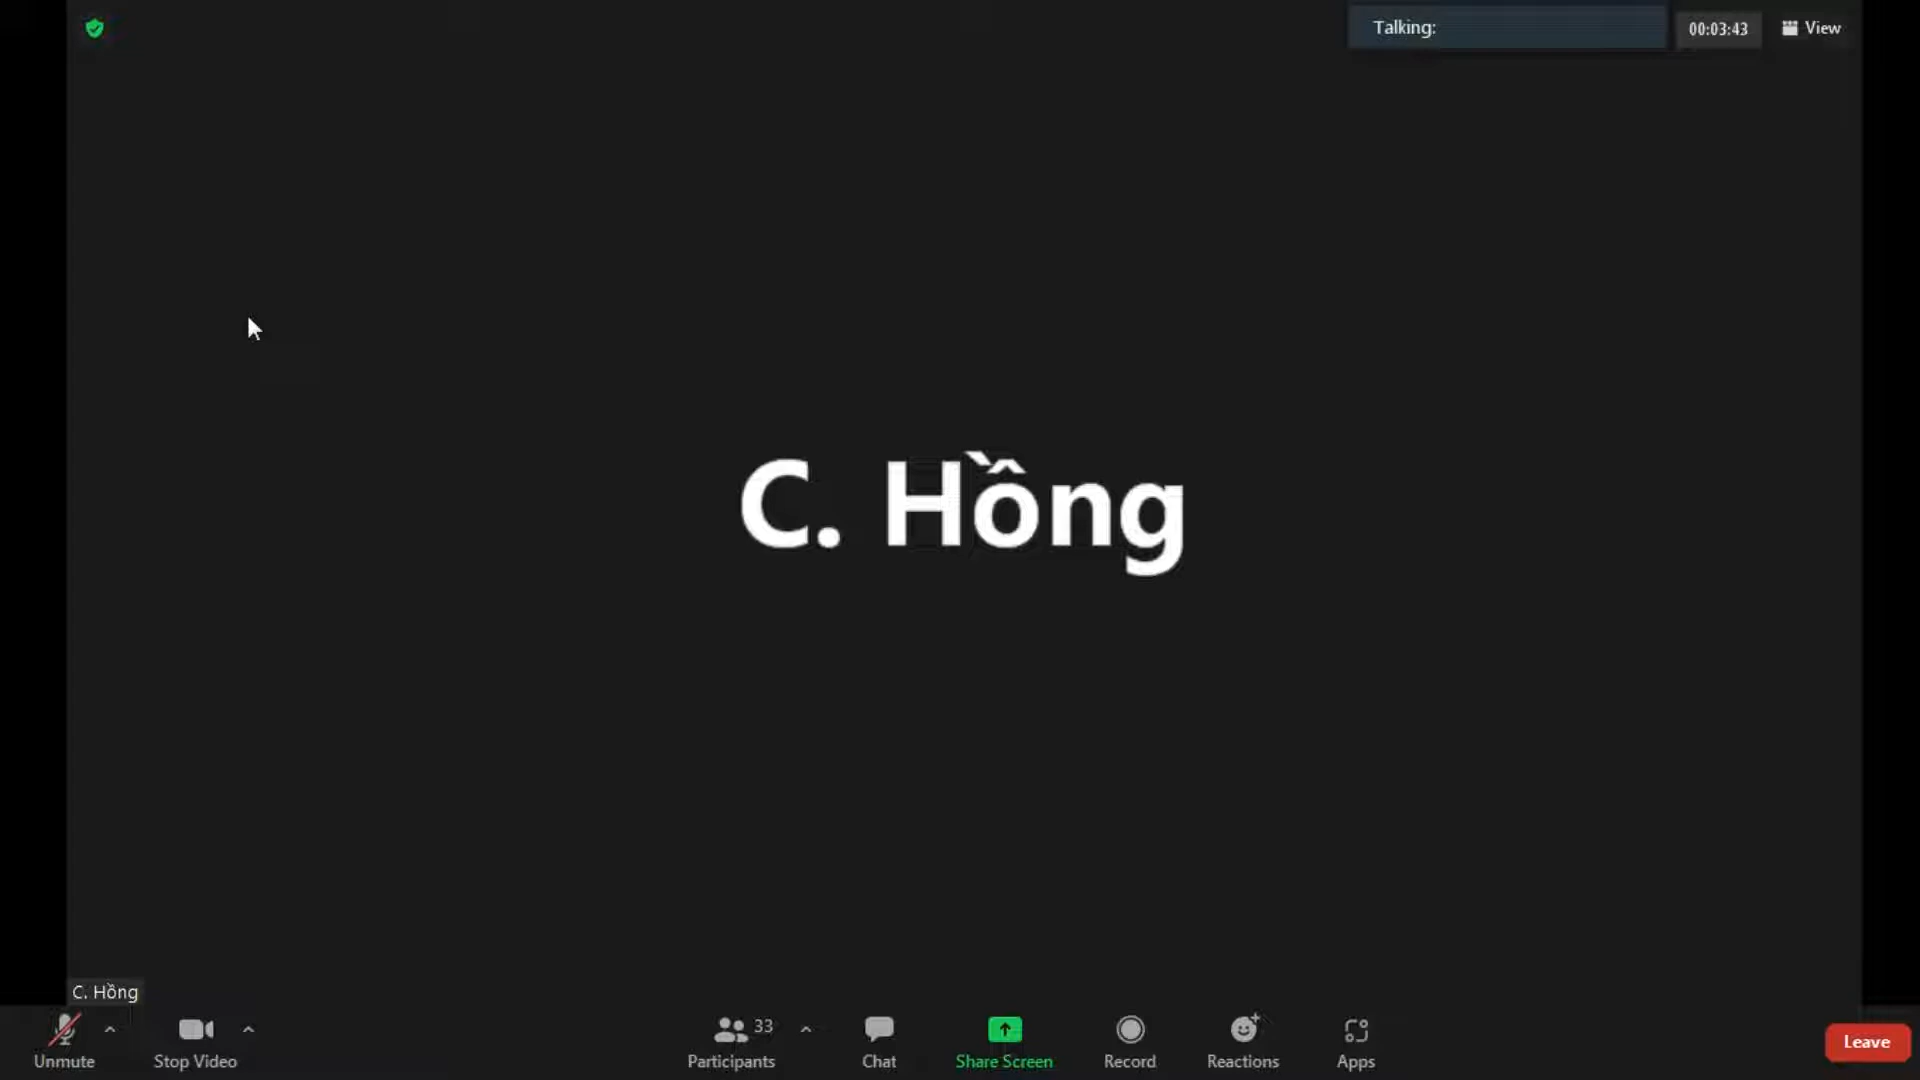 Talking:
00:03:43
View
C. Hồng
C. Hồng
Unmute
Stop Video
33
Participants
Chat
Share Screen
Record
Reactions
Apps
Leave